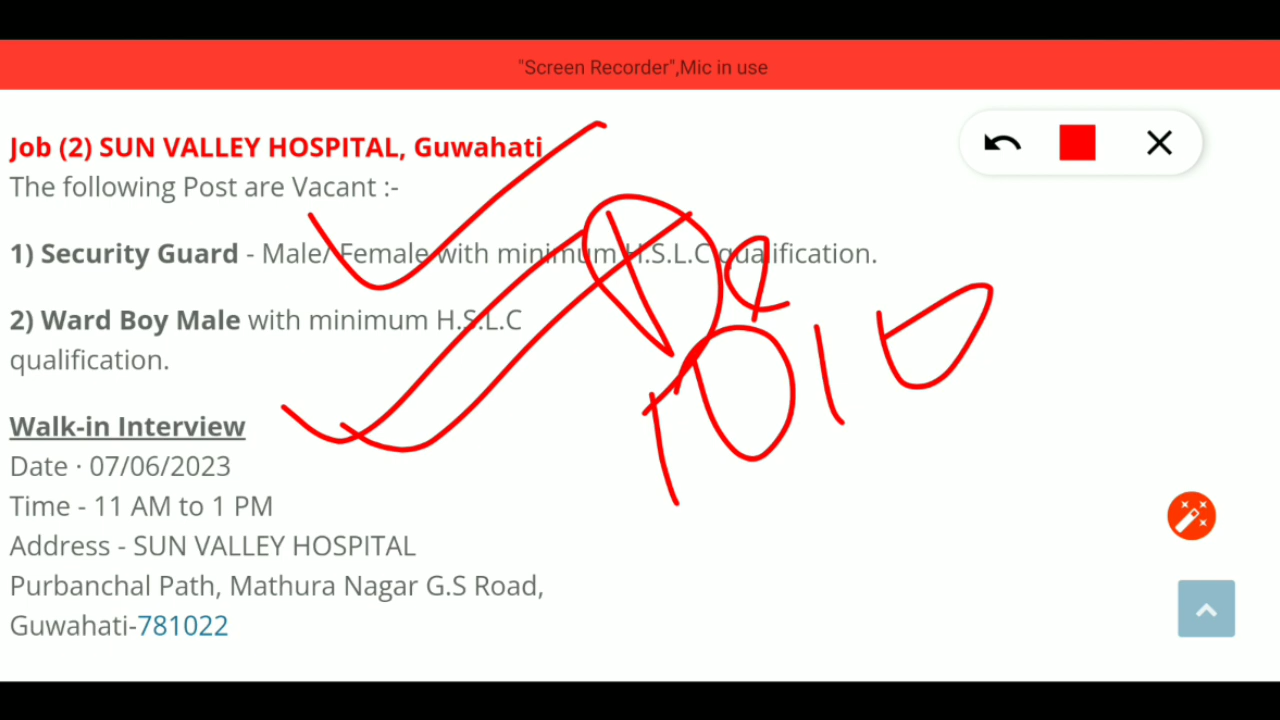 "Screen Recorder",Mic in use
Job (2) SUN VALLEY HOSPITAL, Guwahati
The following Post are Vacant :-
1) Security Guard - Male/ Female with minimum H.S.L.C qualification.
2) Ward Boy Male with minimum H.S.L.C
qualification.
Walk-in Interview
Date · 07/06/2023
Time - 11 AM to 1 PM
Address - SUN VALLEY HOSPITAL
Purbanchal Path, Mathura Nagar G.S Road,
Guwahati-781022